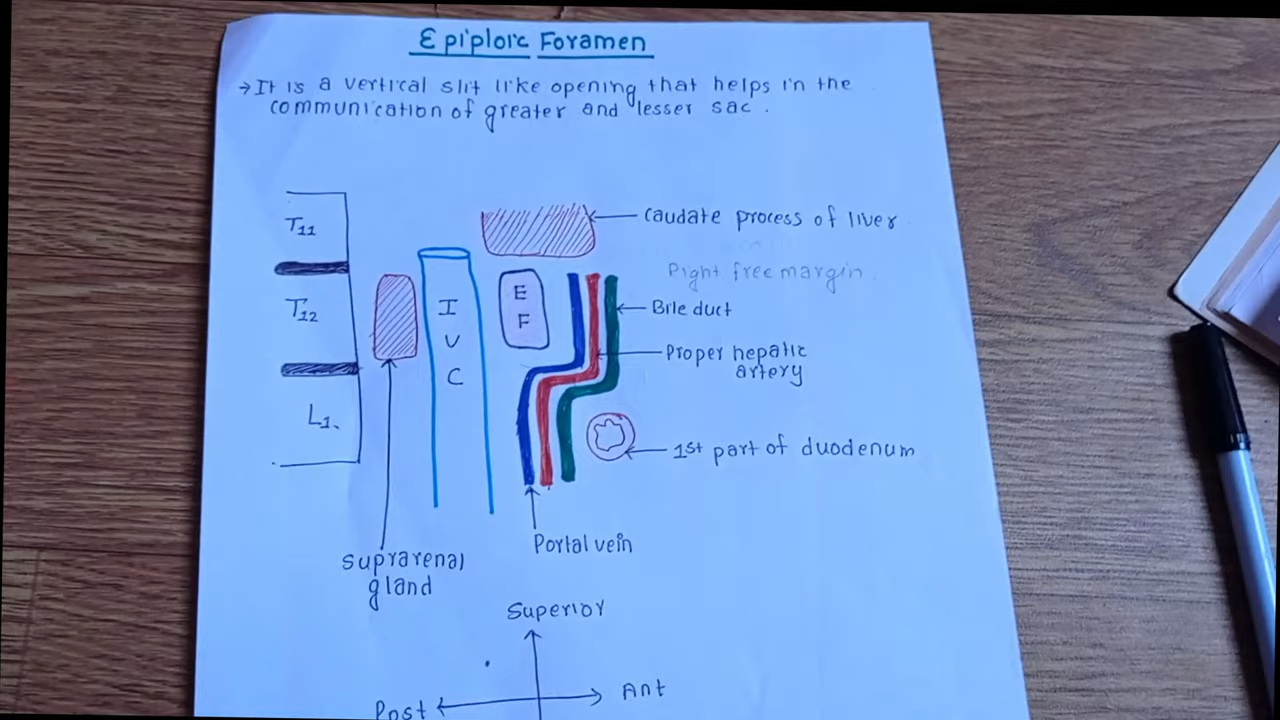 Epiploic Foramen
→It is a vertical slit like opening that helps in the
communication of greater and lesser sac.
T11
caudate process of liver
Right free margin
T12
I
V
C
E
F
Bile duct
Proper hepatic
artery
L1.
1st part of duodenum
Portal vein
Suprarenal
gland
Superior
Post
Ant